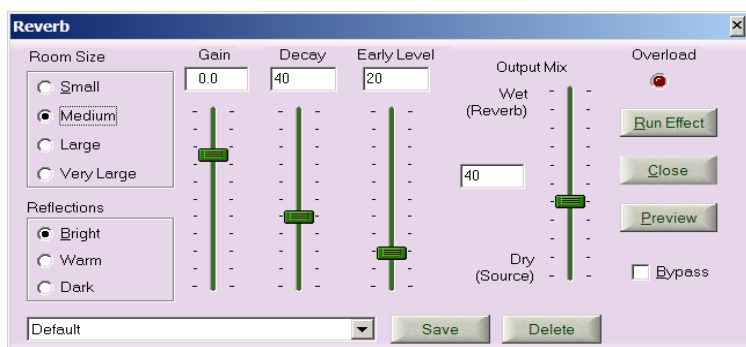 Reverb
Room Size
Small
Medium
Large
Very Large
Reflections
Bright
Warm
Dark
Gain
0.0
Decay
40
Early Level
20
Output Mix
Wet
(Reverb)
40
Dry
(Source)
Overload
Run Effect
Close
Preview
Bypass
Default
Save
Delete